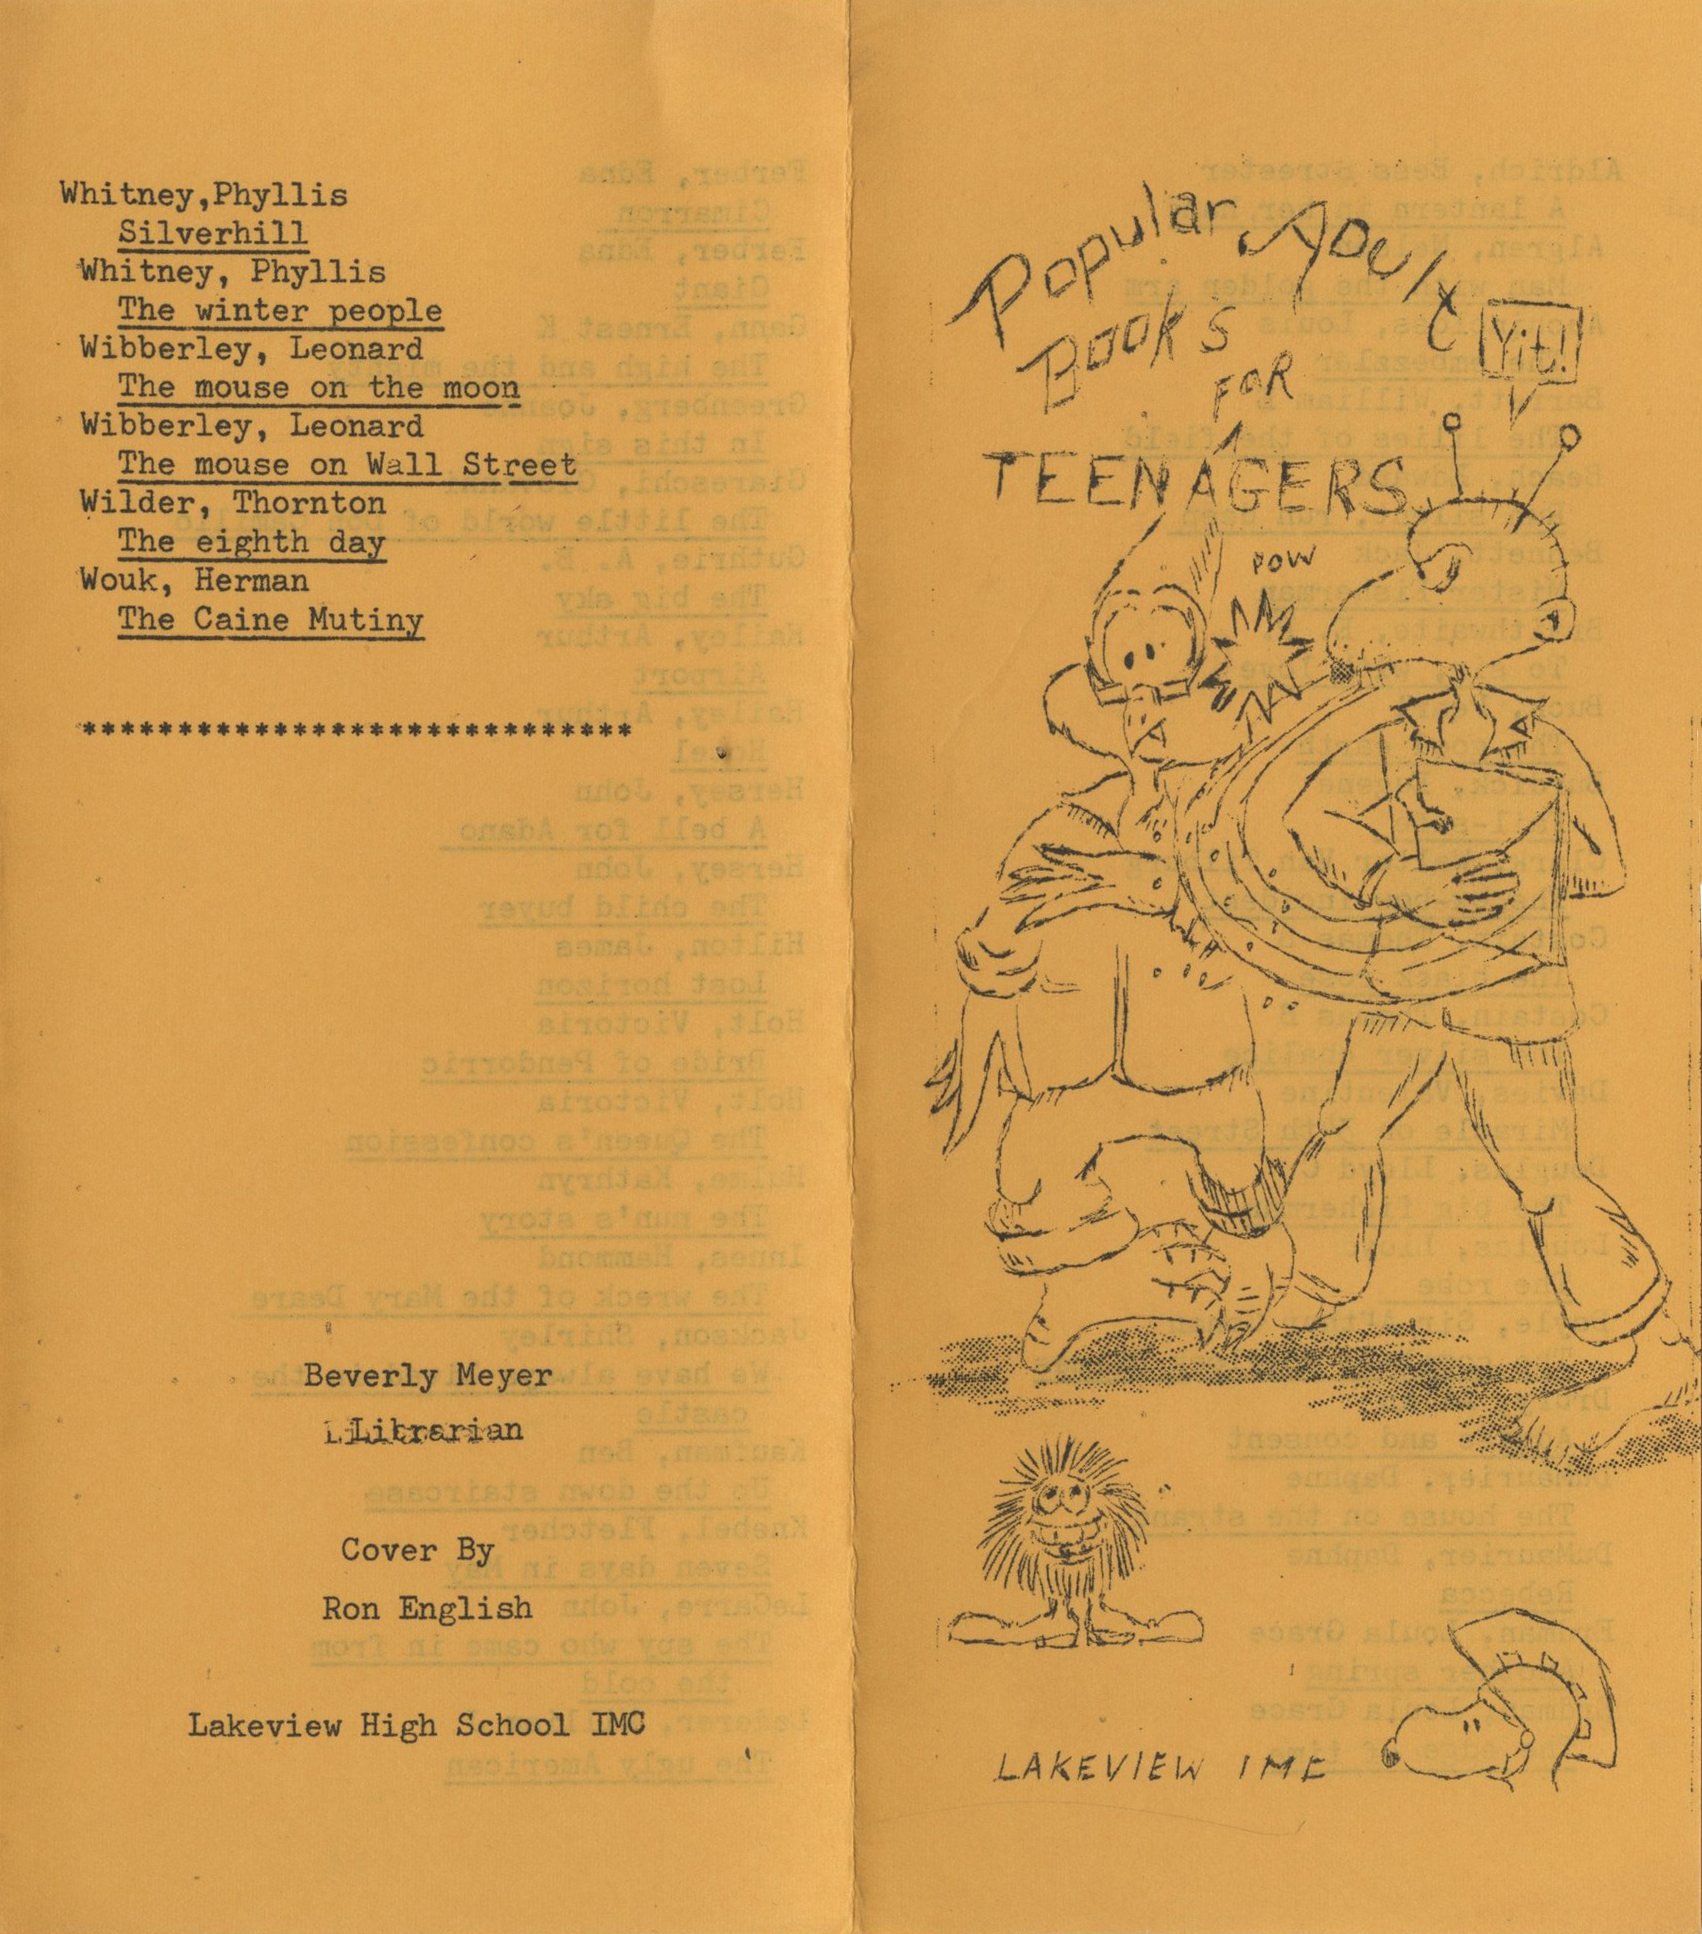 Whitney,Phyllis
Silverhill
Whitney, Phyllis
The winter people
Wibberley, Leonard
The mouse on the moon
Wibberley, Leonard
The mouse on Wall Street
Wilder, Thornton
The eighth day
Wouk, Herman
The Caine Mutiny
******************************
Beverly Meyer
Librarian
Cover By
Ron English
Lakeview High School IMC
Popular Adult
Books
FOR
TEENAGERS
Yit!
POW
LAKEVIEW IMC